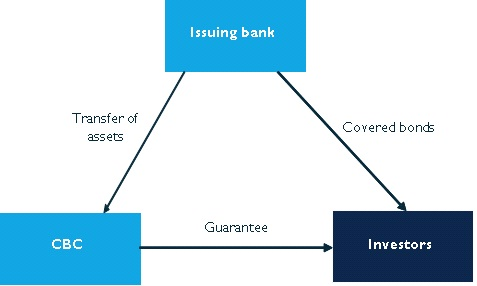 Issuing bank
Transfer of
assets
Covered bonds
Guarantee
CBC
Investors